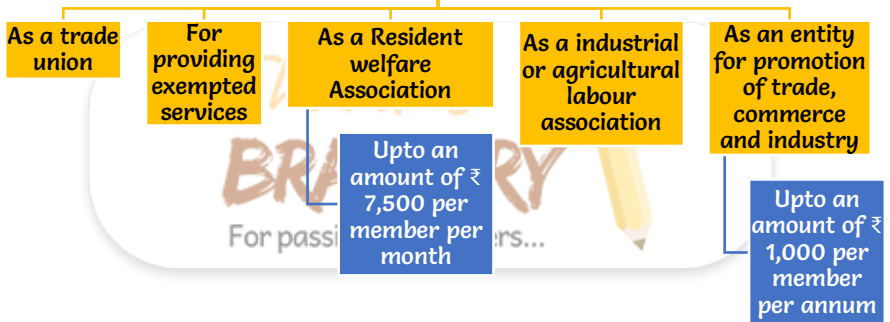 As a trade
union
For
providing
exempted
services
As a Resident
welfare
Association
As a industrial
or agricultural
labour
association
As an entity
for promotion
of trade,
commerce
and industry
Upto an
amount of ₹
7,500 per
member per
month
Upto an
amount of ₹
1,000 per
member
per annum
For